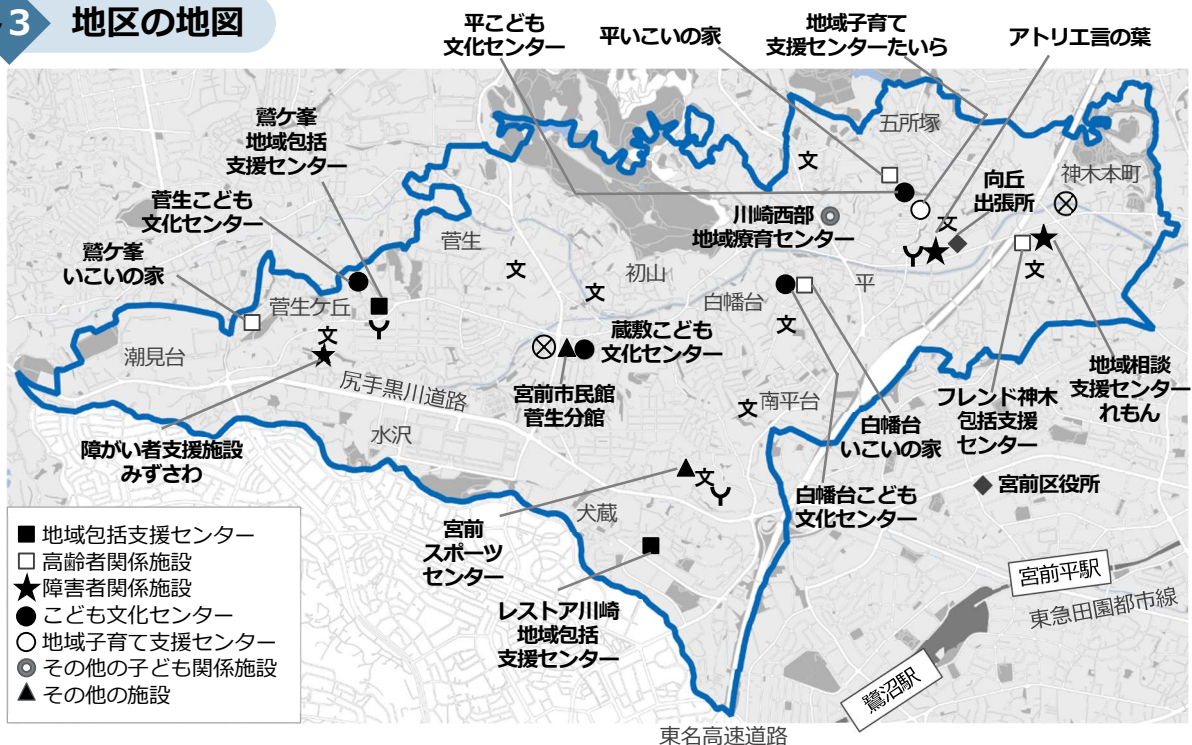 3 地区の地図
平こども
文化センター
平いこいの家
地域子育て
支援センターたいら
アトリエ言の葉
鷲ケ峯
地域包括
支援センター
菅生こども
文化センター
鷲ケ峯
いこいの家
五所塚
文
神木本町
向丘
出張所
川崎西部
地域療育センター
文
菅生
文
初山
文
白幡台
平
文
菅生ケ丘
文
潮見台
蔵敷こども
文化センター
文
尻手黒川道路
宮前市民館
菅生分館
南平台
文
水沢
障がい者支援施設
みずさわ
白幡台
いこいの家
フレンド神木
包括支援
センター
地域相談
支援センター
れもん
文
宮前区役所
白幡台こども
文化センター
犬蔵
宮前
スポーツ
センター
レストア川崎
地域包括
支援センター
宮前平駅
東急田園都市線
鷺沼駅
東名高速道路
地域包括支援センター
高齢者関係施設
障害者関係施設
こども文化センター
地域子育て支援センター
その他の子ども関係施設
その他の施設